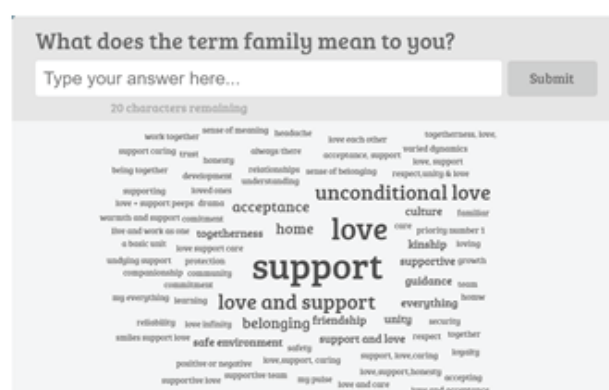 What does the term family mean to you?
Type your answer here...
Submit
20 characters remaining
work together
sense of meaning
headache
love each other
togetherness, love,
support caring
trust
always there
acceptance, support
varied dynamics
honesty
love, support
being together
development
relationships
sense of belonging
respect,unity & love
understanding
supporting
loved ones
unconditional love
love + support peeps
drama
acceptance
culture
familiar
warmth and support
comitment
live and work as one
togetherness
home
love
care
priority number 1
a basic unit
love support care
kinship
loving
undying support
protection
support
supportive
growth
companionship
community
commitment
guidance
team
my everything
learning
love and support
everything
home
reliability
love infinity
belonging
friendship
unity
security
smiles support love
safe environment
safety
support and love
respect
together
positive or negative
love,support, caring
support, love,caring
loyalty
supportive love
supportive team
my pulse
love and care
love,support,honesty
accepting
love and acceptance